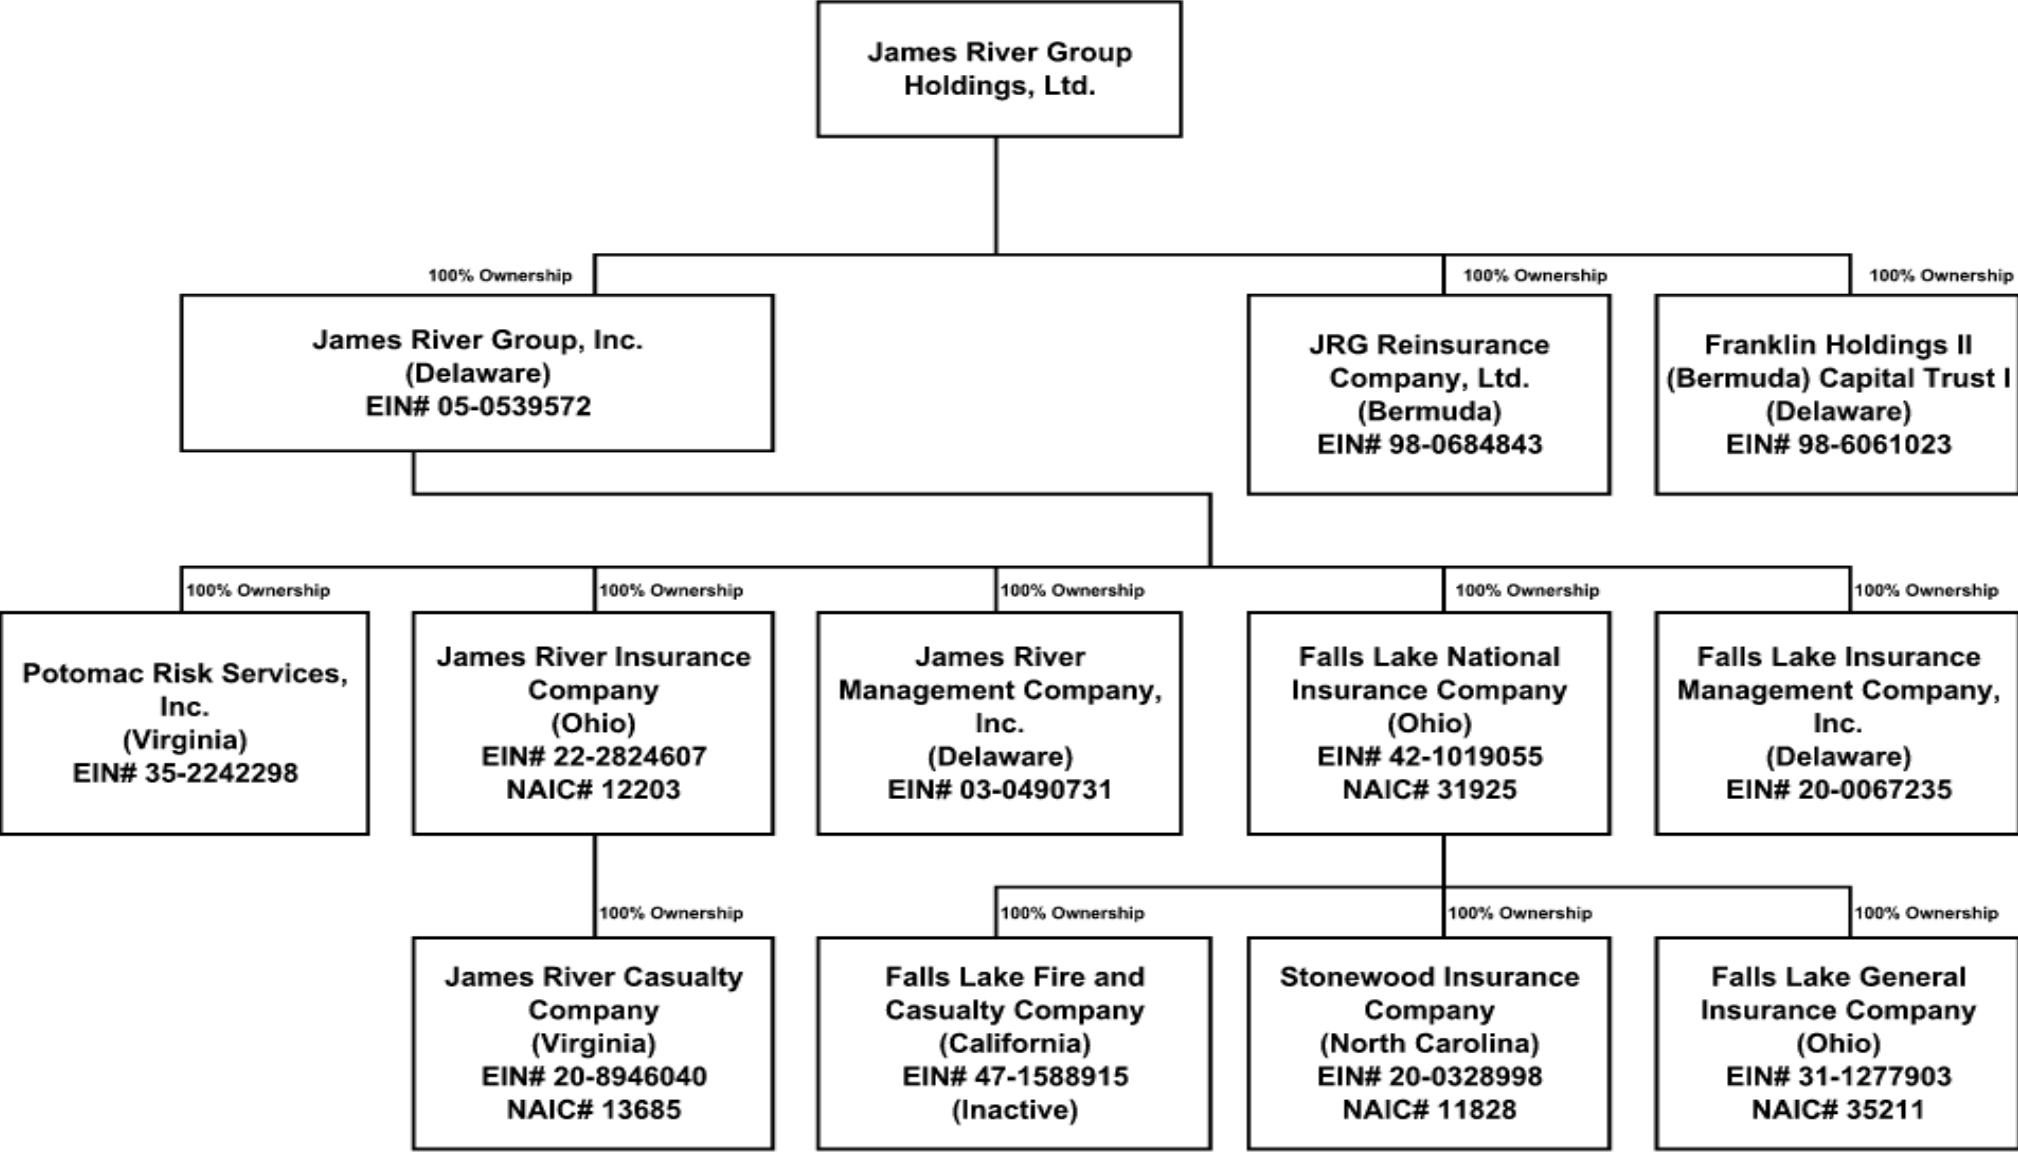 James River Group
Holdings, Ltd.
100% Ownership
100% Ownership
100% Ownership
James River Group, Inc.
(Delaware)
EIN# 05-0539572
JRG Reinsurance
Company, Ltd.
(Bermuda)
EIN# 98-0684843
Franklin Holdings II
(Bermuda) Capital Trust I
(Delaware)
EIN# 98-6061023
100% Ownership
100% Ownership
100% Ownership
100% Ownership
100% Ownership
Potomac Risk Services,
Inc.
(Virginia)
EIN# 35-2242298
James River Insurance
Company
(Ohio)
EIN# 22-2824607
NAIC# 12203
James River
Management Company,
Inc.
(Delaware)
EIN# 03-0490731
Falls Lake National
Insurance Company
(Ohio)
EIN# 42-1019055
NAIC# 31925
Falls Lake Insurance
Management Company,
Inc.
(Delaware)
EIN# 20-0067235
100% Ownership
100% Ownership
100% Ownership
100% Ownership
James River Casualty
Company
(Virginia)
EIN# 20-8946040
NAIC# 13685
Falls Lake Fire and
Casualty Company
(California)
EIN# 47-1588915
(Inactive)
Stonewood Insurance
Company
(North Carolina)
EIN# 20-0328998
NAIC# 11828
Falls Lake General
Insurance Company
(Ohio)
EIN# 31-1277903
NAIC# 35211